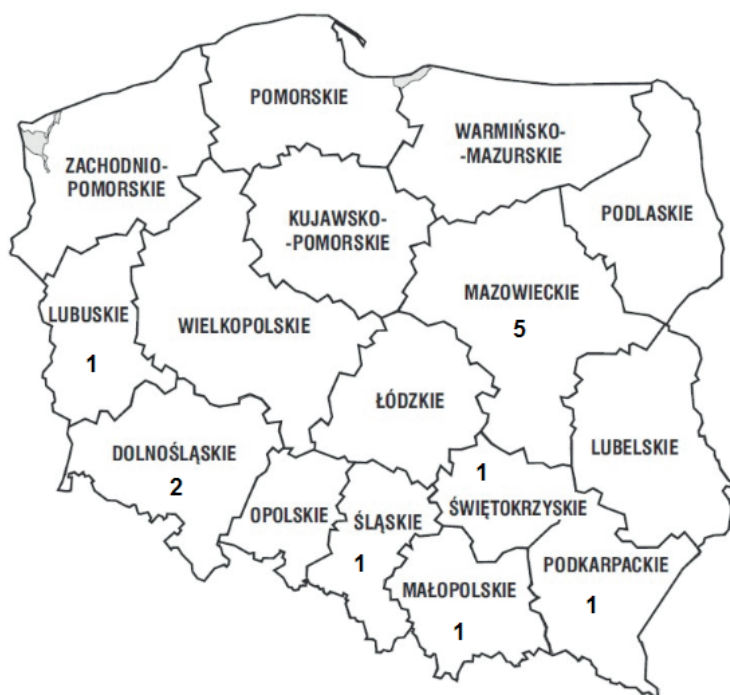 POMORSKIE
WARMIŃSKO-
-MAZURSKIE
ZACHODNIO-
POMORSKIE
KUJAWSKO-
-POMORSKIE
PODLASKIE
MAZOWIECKIE
5
LUBUSKIE
1
WIELKOPOLSKIE
ŁÓDZKIE
LUBELSKIE
DOLNOŚLĄSKIE
2
OPOLSKIE
ŚLĄSKIE
1
1
ŚWIĘTOKRZYSKIE
MAŁOPOLSKIE
1
PODKARPACKIE
1